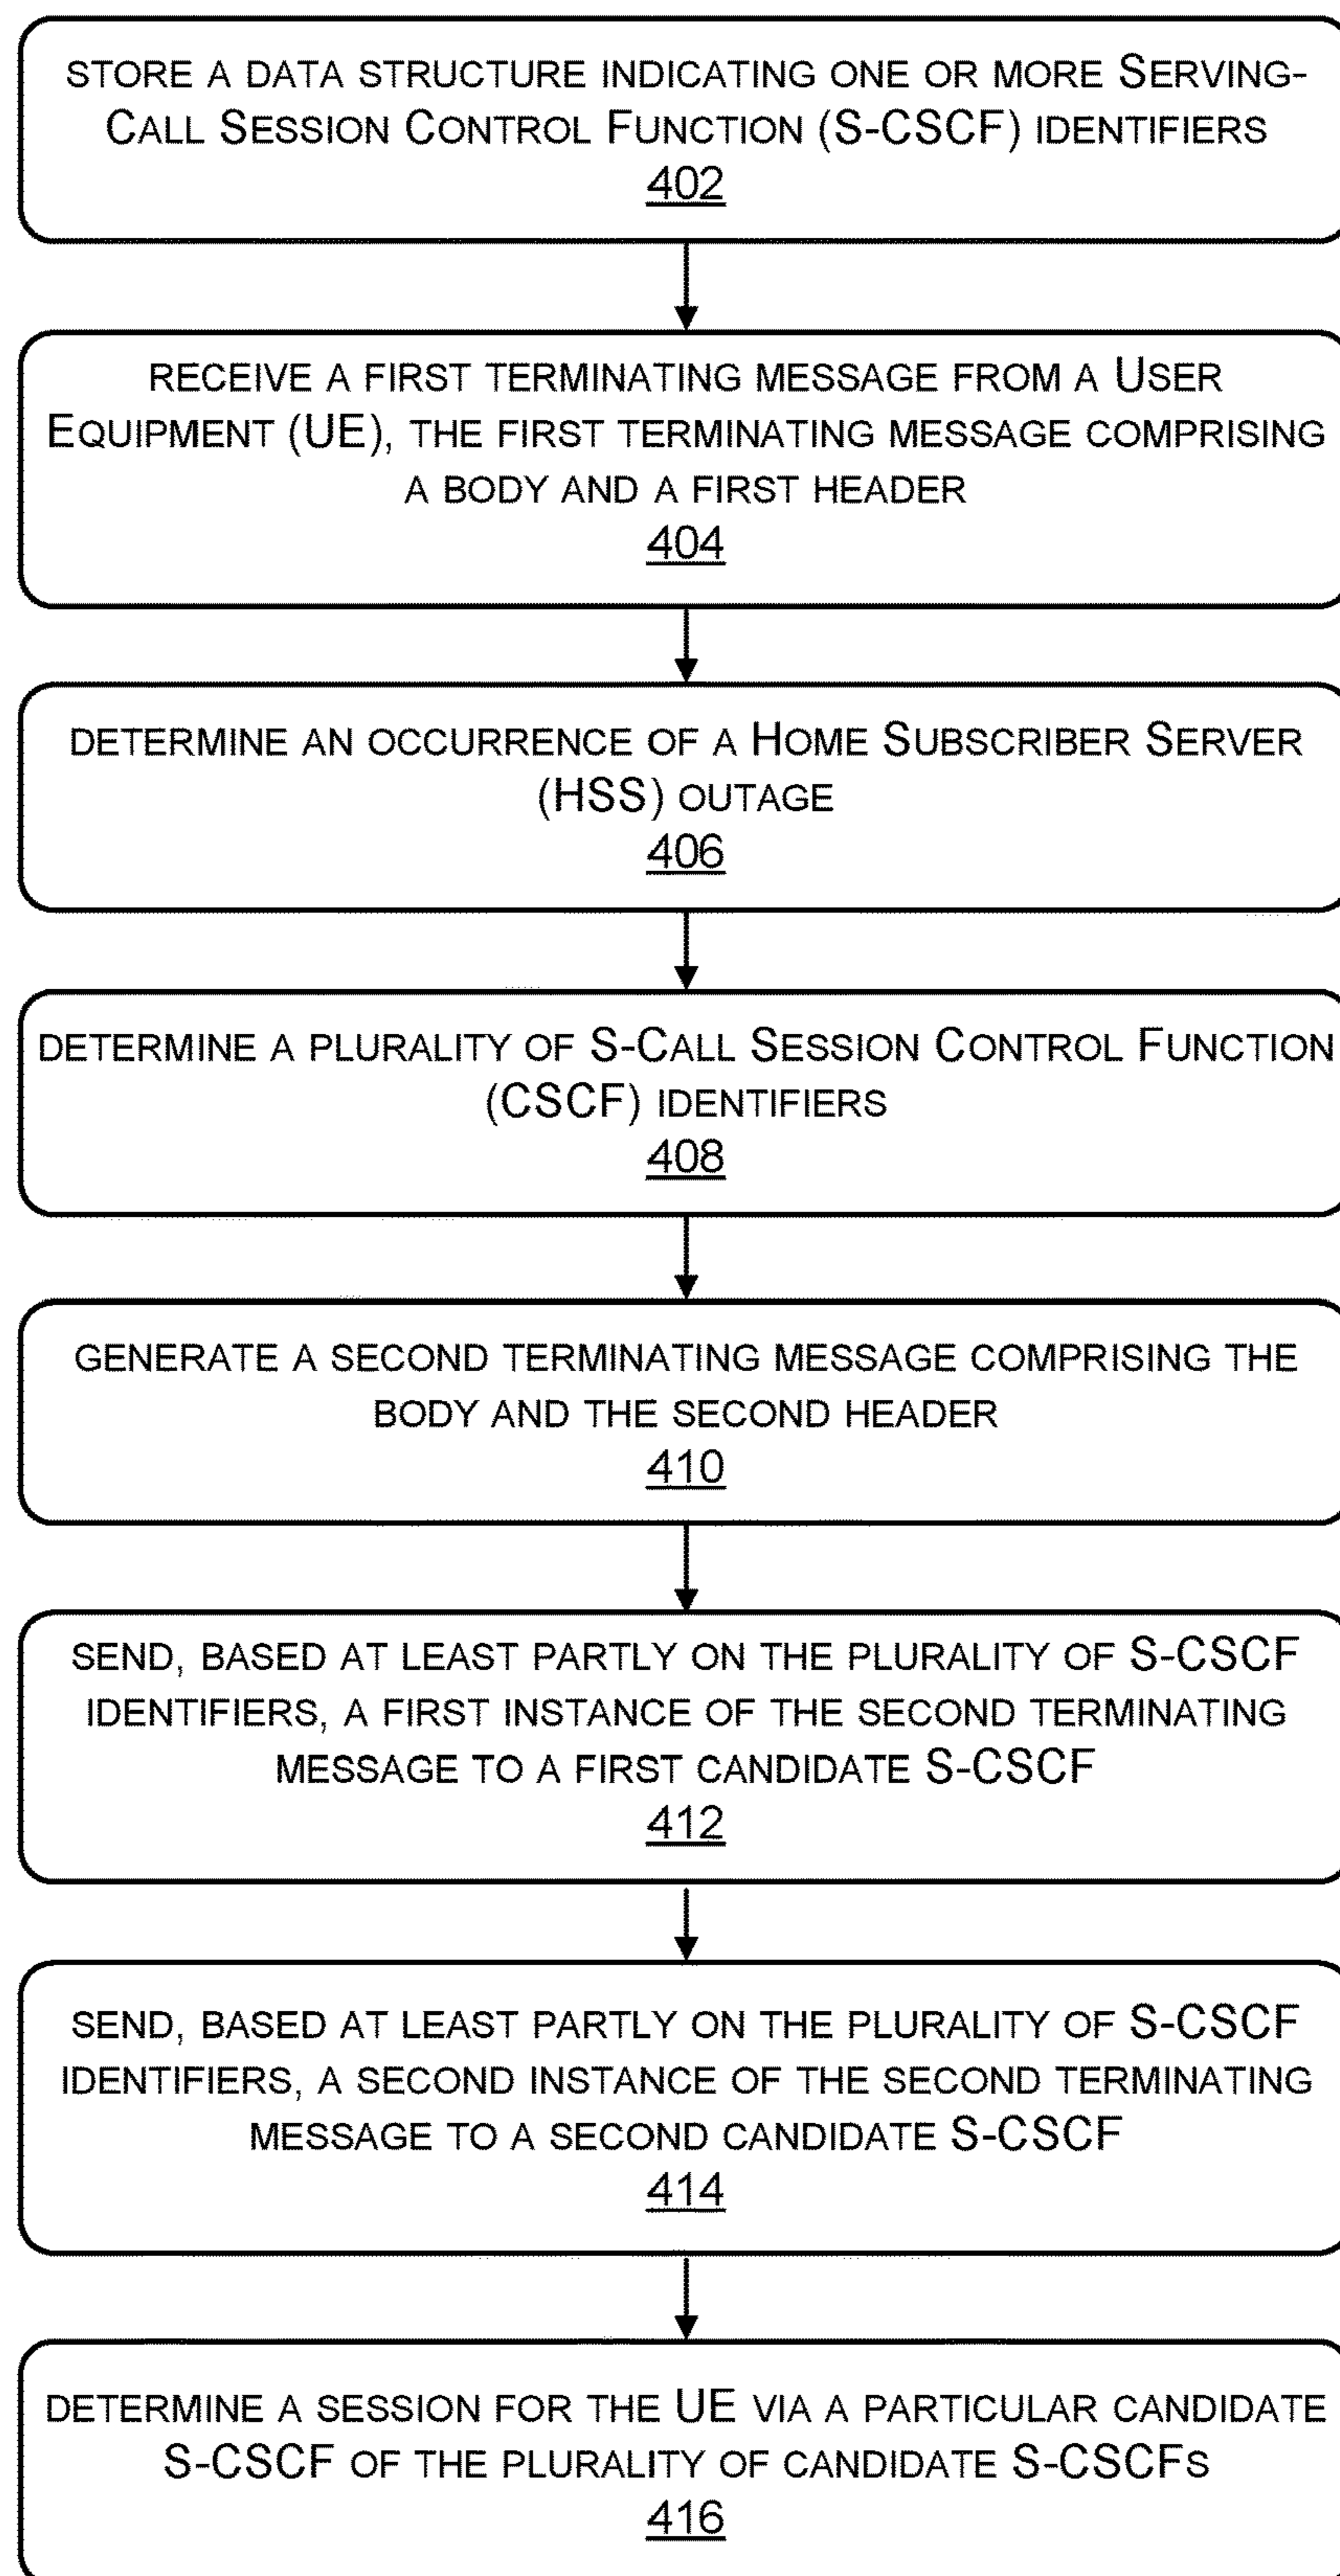 STORE A DATA STRUCTURE INDICATING ONE OR MORE SERVING-
CALL SESSION CONTROL FUNCTION (S-CSCF) IDENTIFIERS
402
RECEIVE A FIRST TERMINATING MESSAGE FROM A USER
EQUIPMENT (UE), THE FIRST TERMINATING MESSAGE COMPRISING
A BODY AND A FIRST HEADER
404
DETERMINE AN OCCURRENCE OF A HOME SUBSCRIBER SERVER
(HSS) OUTAGE
406
DETERMINE A PLURALITY OF S-CALL SESSION CONTROL FUNCTION
(CSCF) IDENTIFIERS
408
GENERATE A SECOND TERMINATING MESSAGE COMPRISING THE
BODY AND THE SECOND HEADER
410
SEND, BASED AT LEAST PARTLY ON THE PLURALITY OF S-CSCF
IDENTIFIERS, A FIRST INSTANCE OF THE SECOND TERMINATING
MESSAGE TO A FIRST CANDIDATE S-CSCF
412
SEND, BASED AT LEAST PARTLY ON THE PLURALITY OF S-CSCF
IDENTIFIERS, A SECOND INSTANCE OF THE SECOND TERMINATING
MESSAGE TO A SECOND CANDIDATE S-CSCF
414
DETERMINE A SESSION FOR THE UE VIA A PARTICULAR CANDIDATE
S-CSCF OF THE PLURALITY OF CANDIDATE S-CSCFS
416